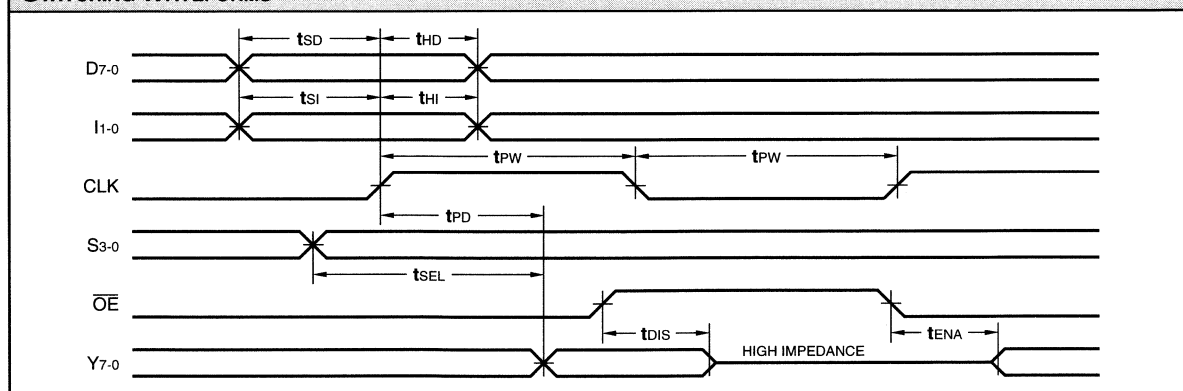 SWITCHING WAVEFORMS
tSD tHD
D7-0
tSI tHI
I1-0
tPW tPW
CLK
tPD
S3-0
tSEL
OE
tDIS tENA
HIGH IMPEDANCE
Y7-0